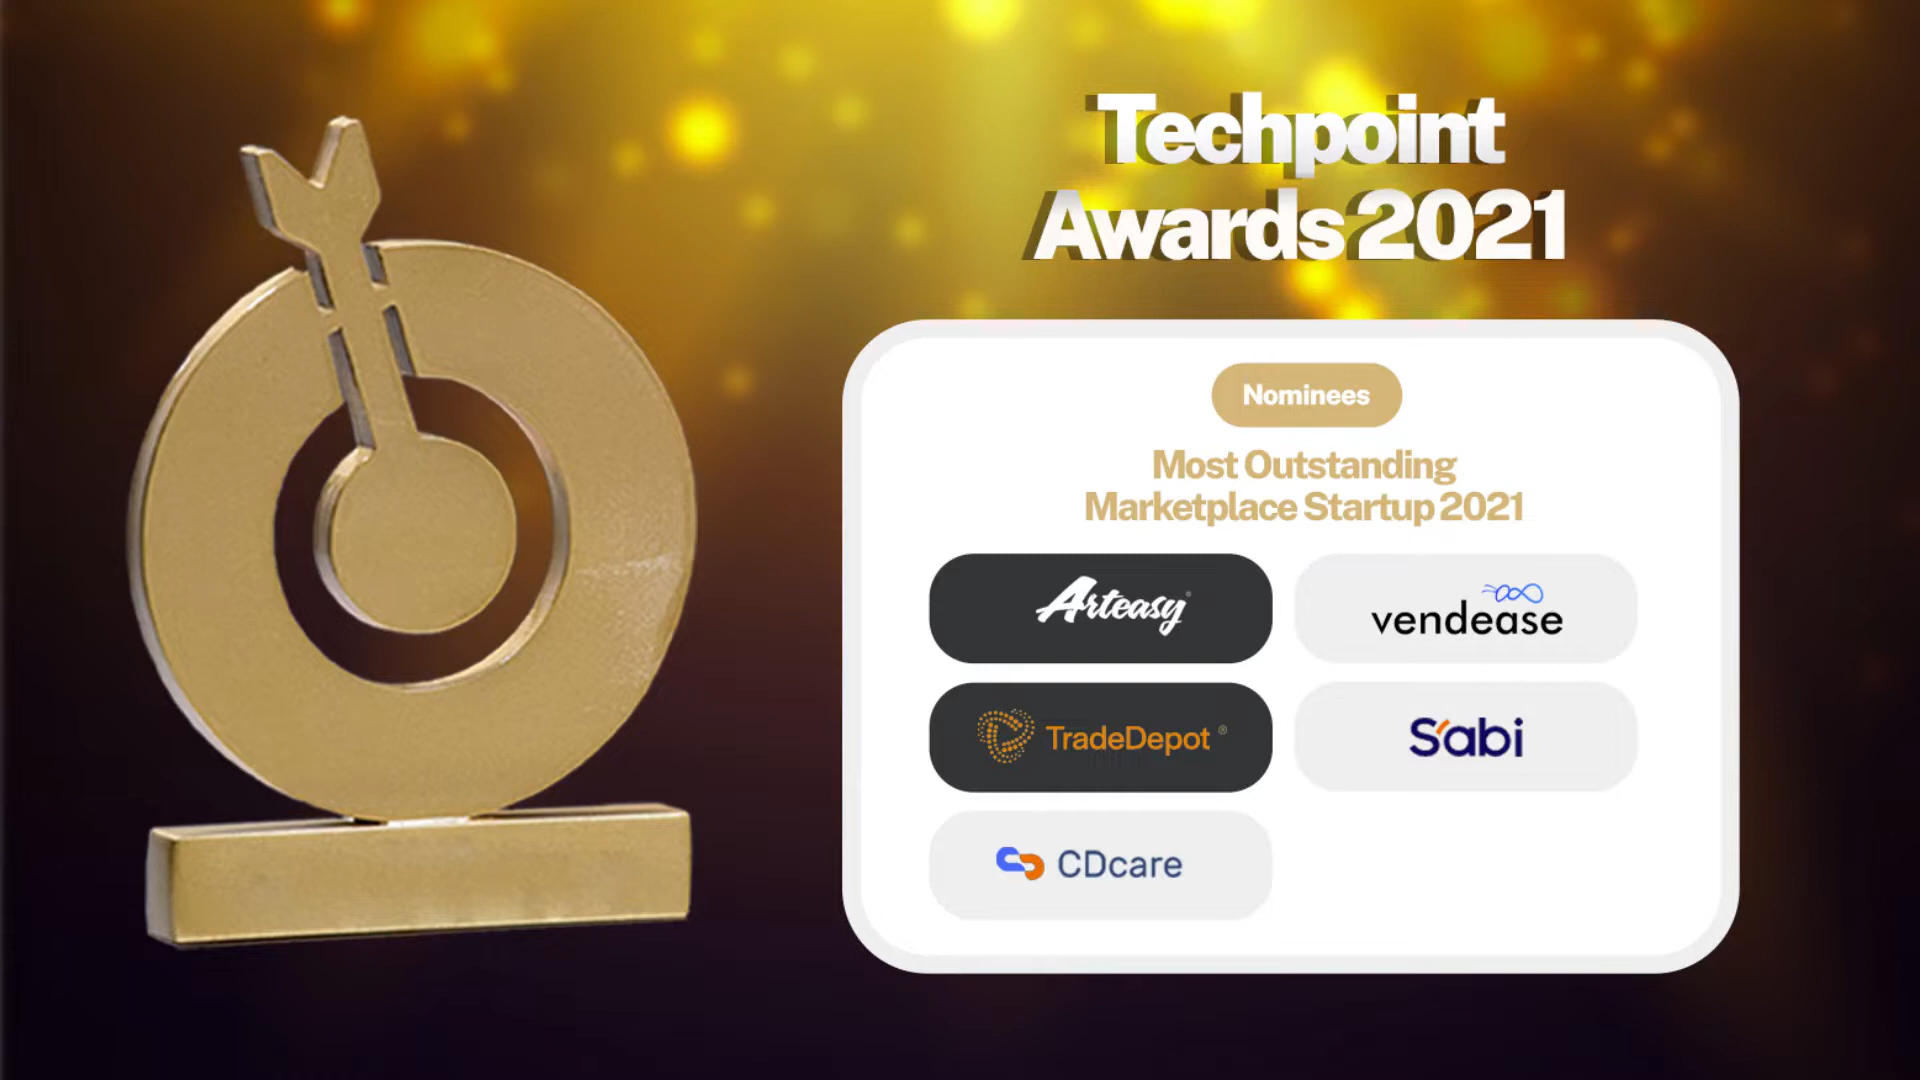 Techpoint
Awards 2021
Nominees
Most Outstanding
Marketplace Startup 2021
Arteasy®
vendease
TradeDepot®
Sabi
CDcare